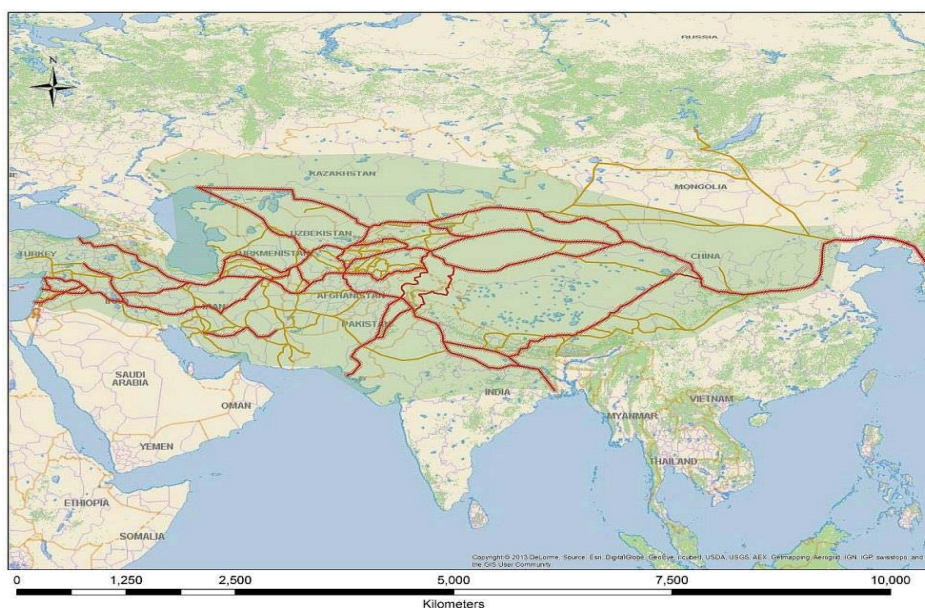 RUSSIA
N
KAZAKHSTAN
MONGOLIA
UZBEKISTAN
TURKEY
TURKMENISTAN
CHINA
IRAN
AFGHANISTAN
PAKISTAN
SAUDI
ARABIA
OMAN
INDIA
VIETNAM
MYANMAR
YEMEN
THAILAND
ETHIOPIA
SOMALIA
Copyright:© 2013 DeLorme, Source: Esri, DigitalGlobe, GeoEye, i-cubed, USDA, USGS, AEX, Getmapping, Aerogrid, IGN, IGP, swisstopo, and
the GIS User Community
0 1,250 2,500 5,000 7,500 10,000
Kilometers